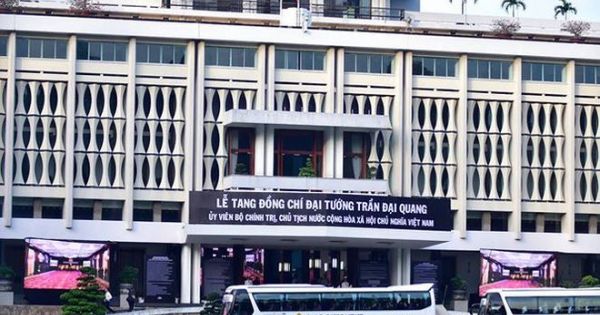 LỄ TANG ĐỒNG CHÍ ĐẠI TƯỚNG TRẦN ĐẠI QUANG
ỦY VIÊN BỘ CHÍNH TRỊ, CHỦ TỊCH NƯỚC CỘNG HÒA XÃ HỘI CHỦ NGHĨA VIỆT NAM